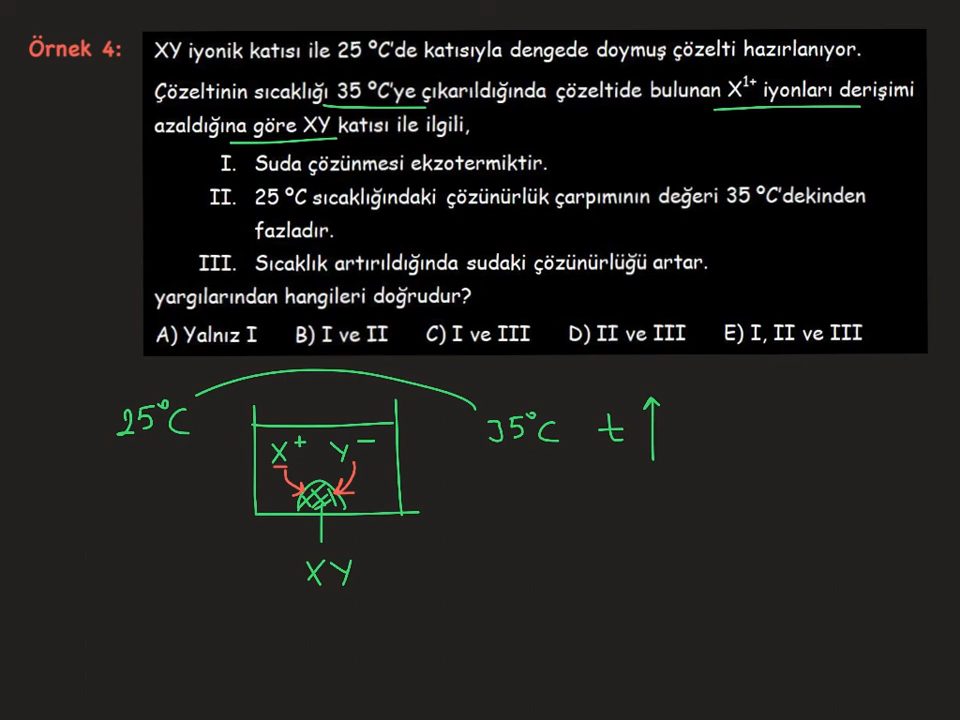 Örnek 4:
XY iyonik katısı ile 25 °C'de katısıyla dengede doymuş çözelti hazırlanıyor.
Çözeltinin sıcaklığı 35 °C'ye çıkarıldığında çözeltide bulunan X¹⁺ iyonları derişimi
azaldığına göre XY katısı ile ilgili,
I. Suda çözünmesi ekzotermiktir.
II. 25 °C sıcaklığındaki çözünürlük çarpımının değeri 35 °C'dekinden
fazladır.
III. Sıcaklık artırıldığında sudaki çözünürlüğü artar.
yargılarından hangileri doğrudur?
A) Yalnız I B) I ve II C) I ve III D) II ve III E) I, II ve III
25°C 35°C t ↑
X⁺ Y⁻
XY